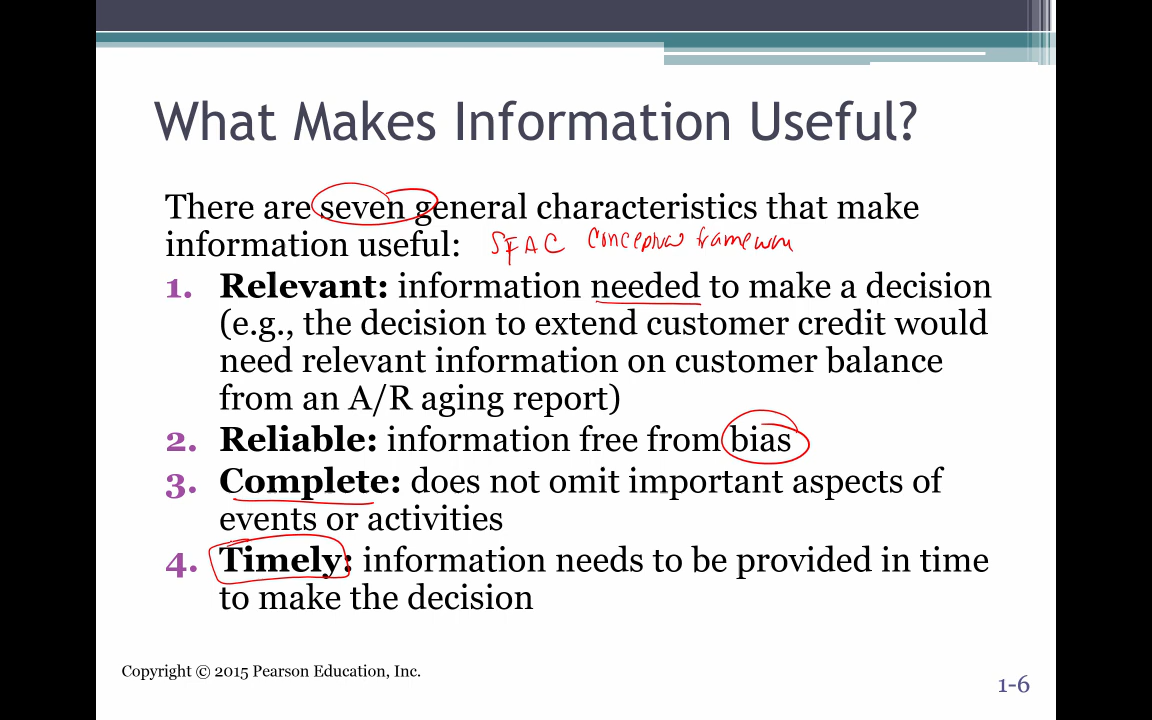 What Makes Information Useful?
There are seven general characteristics that make
information useful: SFAC Conceptual framework
1. Relevant: information needed to make a decision
(e.g., the decision to extend customer credit would
need relevant information on customer balance
from an A/R aging report)
2. Reliable: information free from bias
3. Complete: does not omit important aspects of
events or activities
4. Timely: information needs to be provided in time
to make the decision
Copyright © 2015 Pearson Education, Inc.
1-6